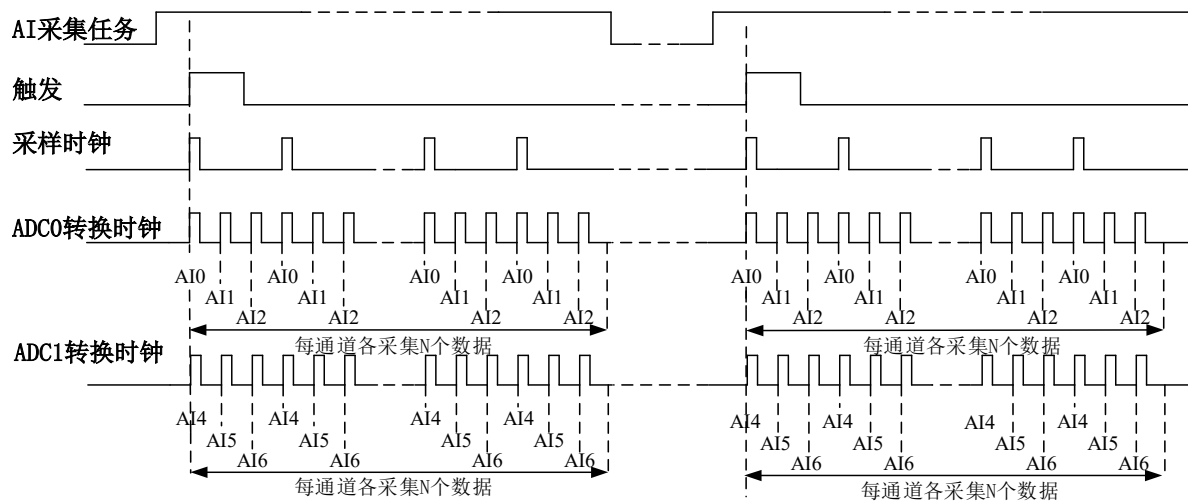 AI采集任务
触发
采样时钟
ADC0转换时钟
AI0 AI0 AI0 AI0 AI0 AI0 AI0 AI0
AI1 AI1 AI1 AI1 AI1 AI1 AI1 AI1
AI2 AI2 AI2 AI2 AI2 AI2 AI2 AI2
每通道各采集N个数据 每通道各采集N个数据
ADC1转换时钟
AI4 AI4 AI4 AI4 AI4 AI4 AI4 AI4
AI5 AI5 AI5 AI5 AI5 AI5 AI5 AI5
AI6 AI6 AI6 AI6 AI6 AI6 AI6 AI6
每通道各采集N个数据 每通道各采集N个数据